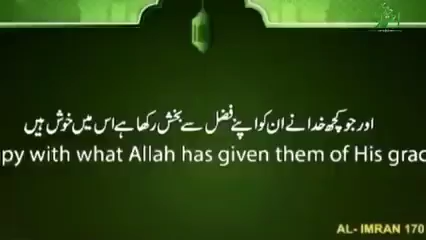 اور جو کچھ خدا نے ان کو اپنے فضل سے بخش رکھا ہے اس میں خوش ہیں
py with what Allah has given them of His grac
AL- IMRAN 170